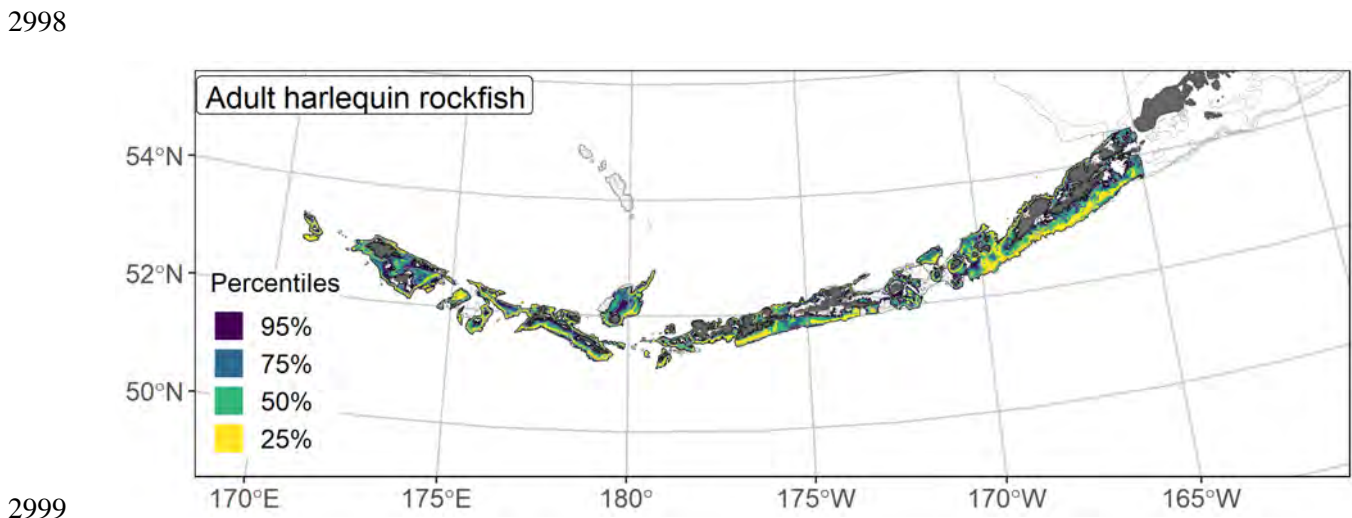 2998
Adult harlequin rockfish
54°N
52°N
50°N
Percentiles
95%
75%
50%
25%
170°E 175°E 180° 175°W 170°W 165°W
2999